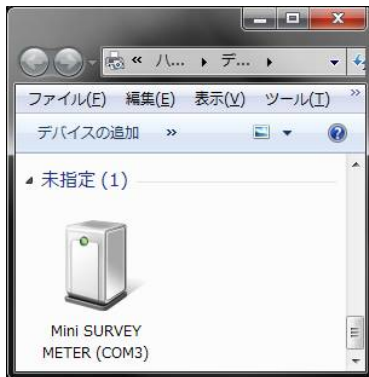 « ハ... ▸ デ... ▸
ファイル(F) 編集(E) 表示(V) ツール(T) »
デバイスの追加 »
未指定 (1)
Mini SURVEY
METER (COM3)